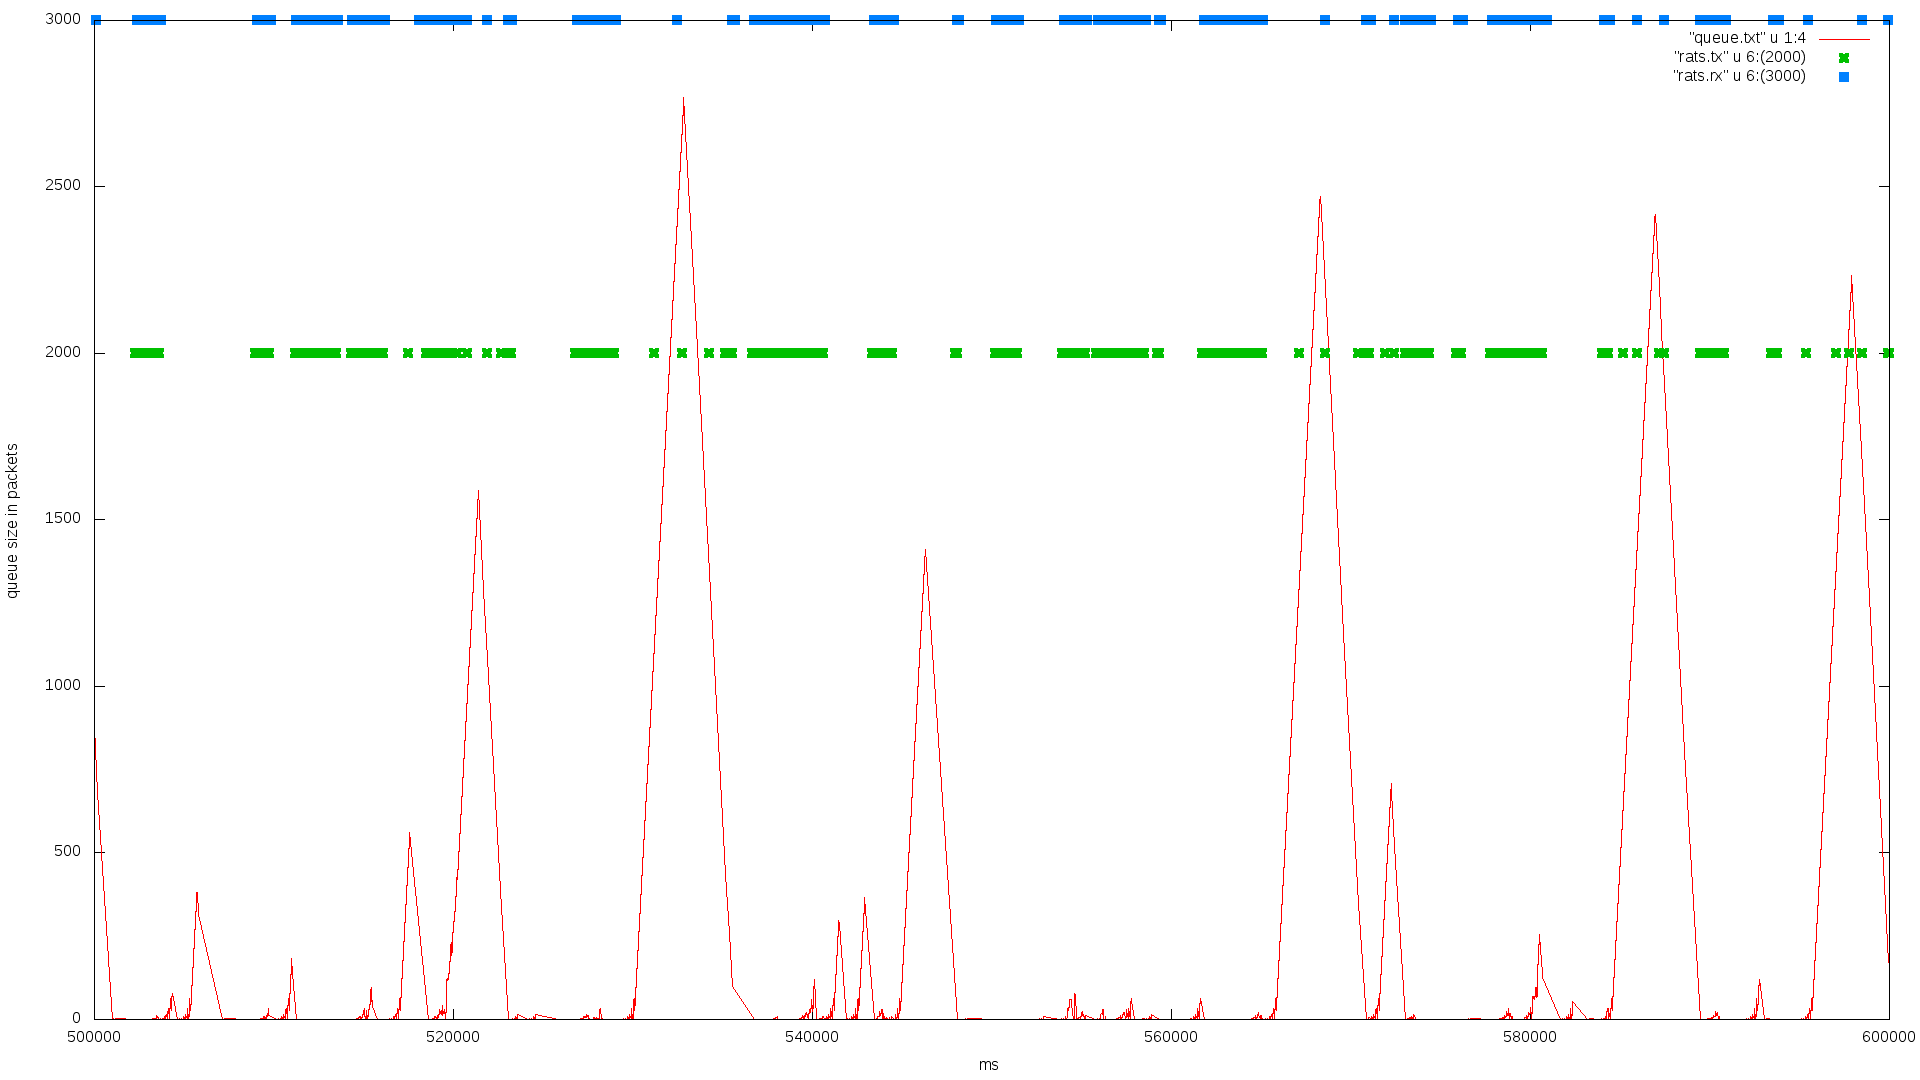 3000
"queue.txt" u 1:4
"rats.tx" u 6:(2000)
"rats.rx" u 6:(3000)
2500
2000
1500
1000
500
0
queue size in packets
500000 520000 540000 560000 580000 600000
ms